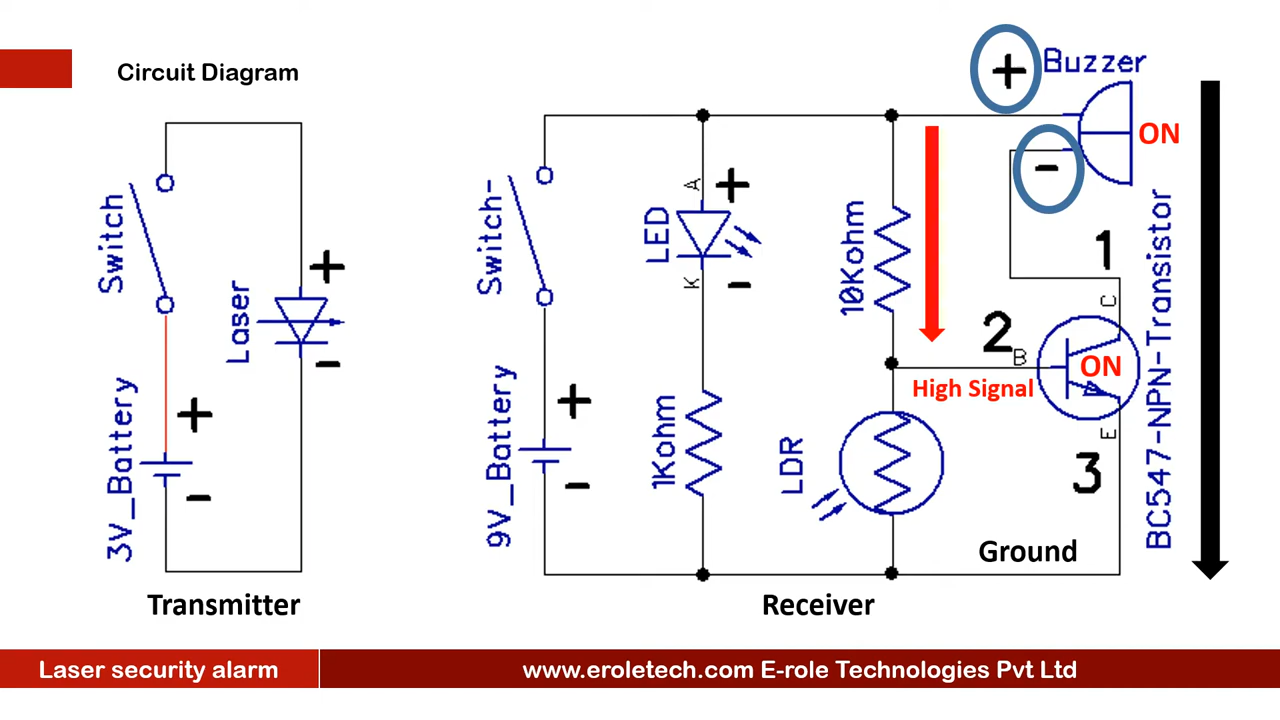 Circuit Diagram
Switch
3V_Battery
+
-
Laser
+
-
Transmitter
Switch-
9V_Battery
+
-
LED
A
+
K
-
1Kohm
10Kohm
LDR
High Signal
+
Buzzer
-
ON
1
C
2
B
ON
E
3
BC547-NPN-Transistor
Ground
Receiver
Laser security alarm
www.eroletech.com E-role Technologies Pvt Ltd